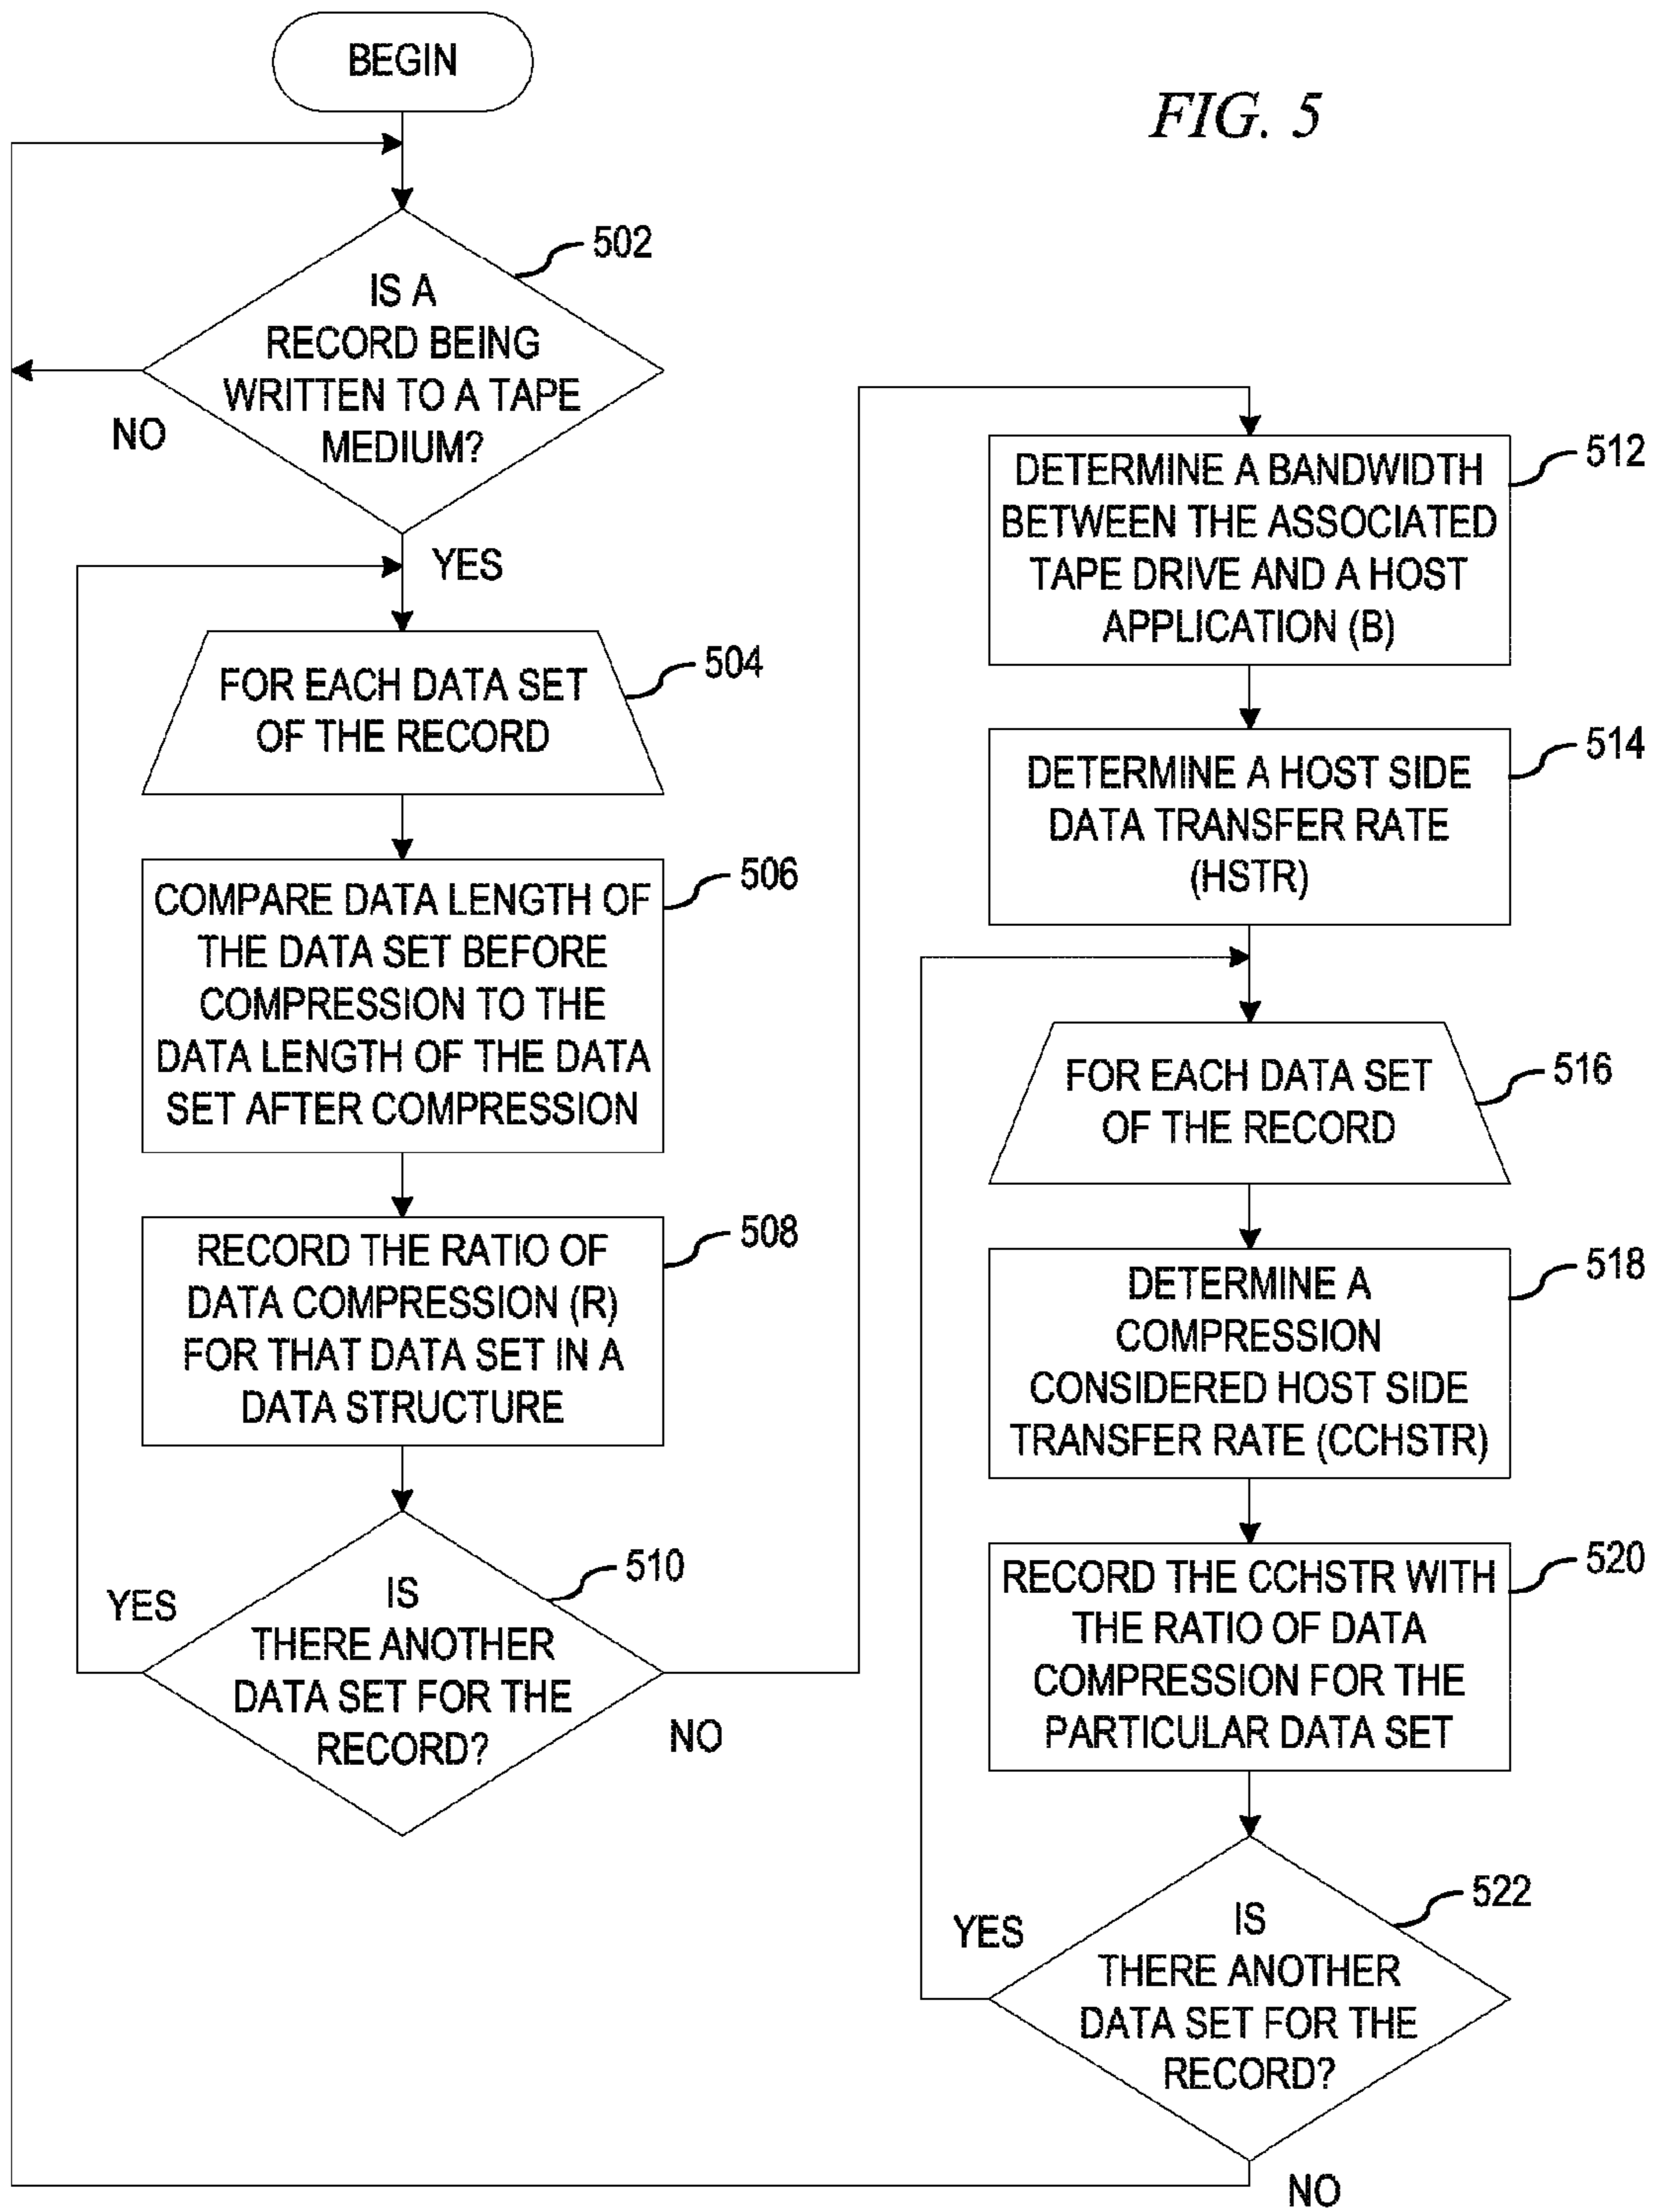 BEGIN
FIG. 5
502
IS A
RECORD BEING
WRITTEN TO A TAPE
MEDIUM?
NO
YES
504
FOR EACH DATA SET
OF THE RECORD
506
COMPARE DATA LENGTH OF
THE DATA SET BEFORE
COMPRESSION TO THE
DATA LENGTH OF THE DATA
SET AFTER COMPRESSION
508
RECORD THE RATIO OF
DATA COMPRESSION (R)
FOR THAT DATA SET IN A
DATA STRUCTURE
510
YES
IS
THERE ANOTHER
DATA SET FOR THE
RECORD?
NO
512
DETERMINE A BANDWIDTH
BETWEEN THE ASSOCIATED
TAPE DRIVE AND A HOST
APPLICATION (B)
514
DETERMINE A HOST SIDE
DATA TRANSFER RATE
(HSTR)
516
FOR EACH DATA SET
OF THE RECORD
518
DETERMINE A
COMPRESSION
CONSIDERED HOST SIDE
TRANSFER RATE (CCHSTR)
520
RECORD THE CCHSTR WITH
THE RATIO OF DATA
COMPRESSION FOR THE
PARTICULAR DATA SET
522
YES
IS
THERE ANOTHER
DATA SET FOR THE
RECORD?
NO